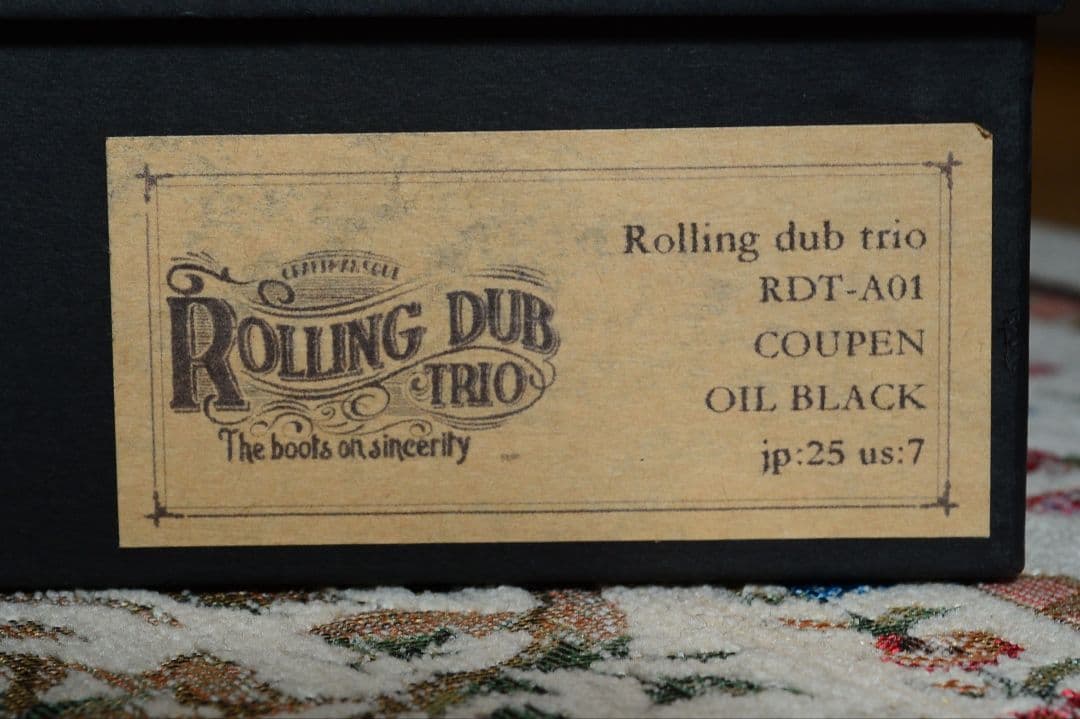 ROLLING DUB
TRIO
The boots on sincerity
Rolling dub trio
RDT-A01
COUPEN
OIL BLACK
jp:25 us:7